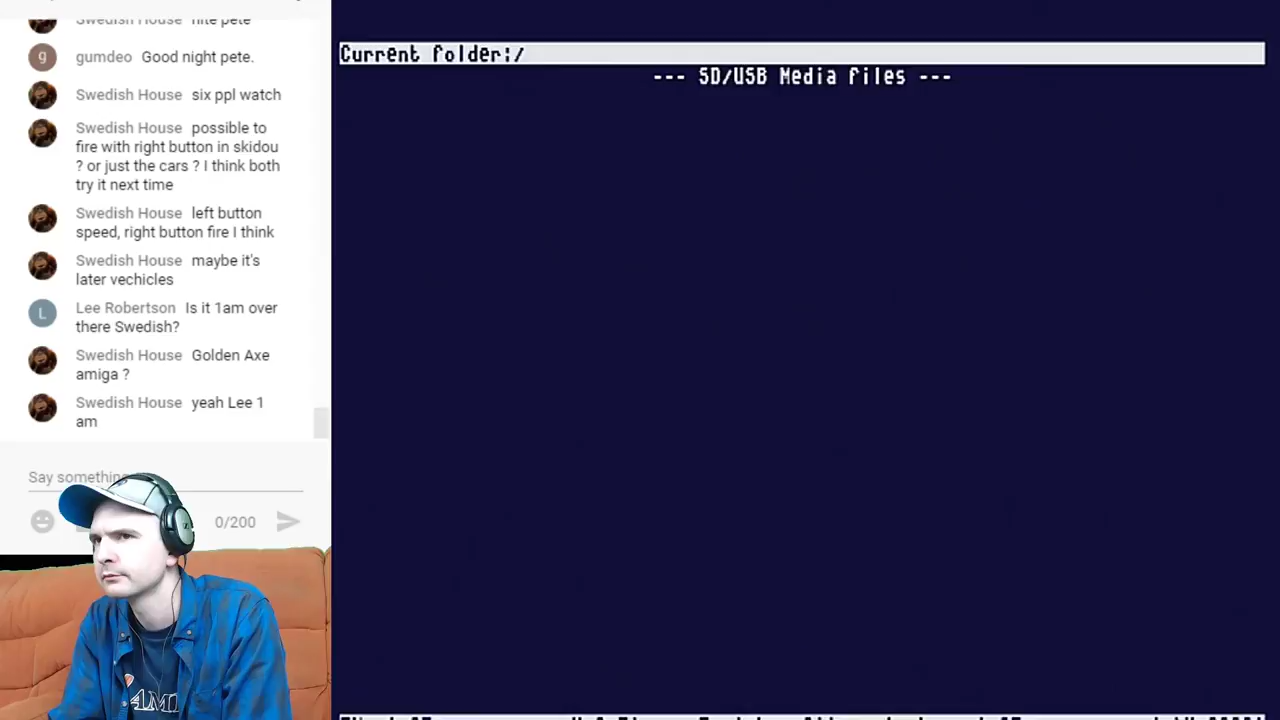 Swedish House nite pete
gumdeo Good night pete.
Swedish House six ppl watch
Swedish House possible to
fire with right button in skidou
? or just the cars ? I think both
try it next time
Swedish House left button
speed, right button fire I think
Swedish House maybe it's
later vechicles
Lee Robertson Is it 1am over
there Swedish?
Swedish House Golden Axe
amiga ?
Swedish House yeah Lee 1
am
Say something
0/200
Current folder:/
--- SD/USB Media files ---